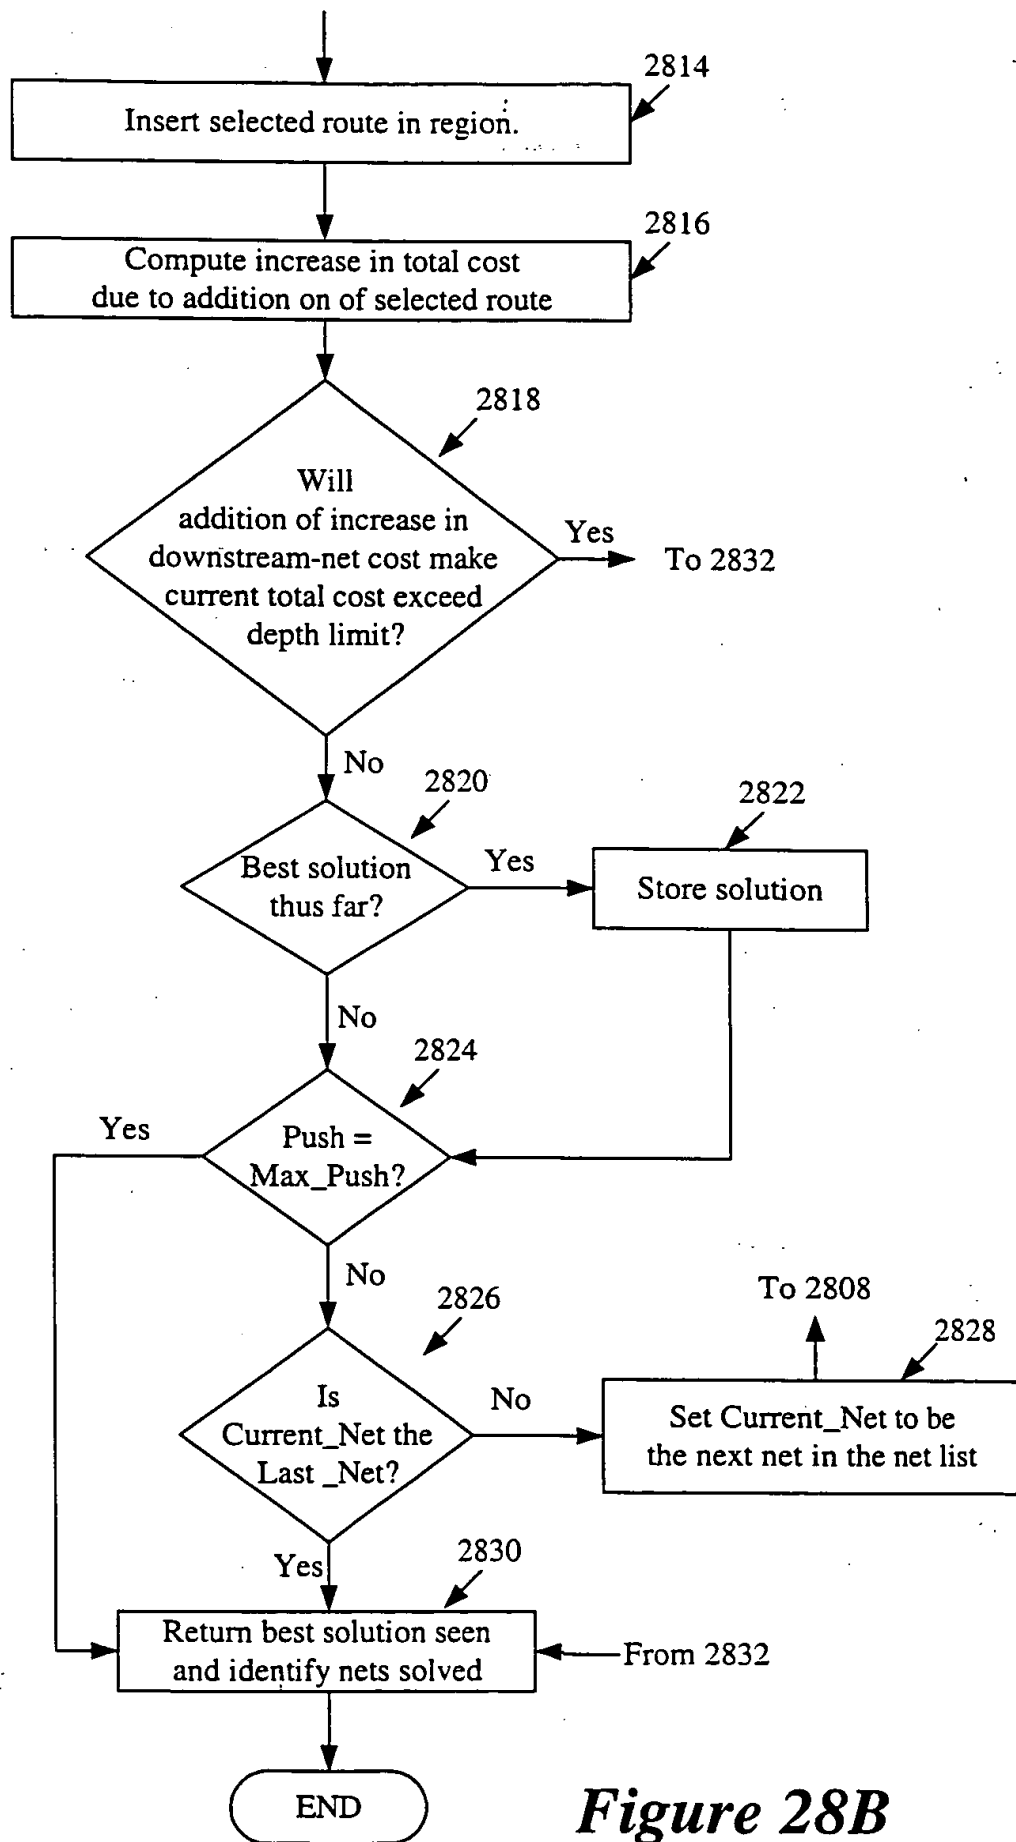 2814
Insert selected route in region.
2816
Compute increase in total cost
due to addition on of selected route
2818
Will
addition of increase in
downstream-net cost make
current total cost exceed
depth limit?
Yes
To 2832
No
2820
2822
Best solution
thus far?
Yes
Store solution
No
2824
Yes
Push =
Max_Push?
No
2826
To 2808
2828
Is
Current_Net the
Last _Net?
No
Set Current_Net to be
the next net in the net list
Yes
2830
Return best solution seen
and identify nets solved
From 2832
END
Figure 28B